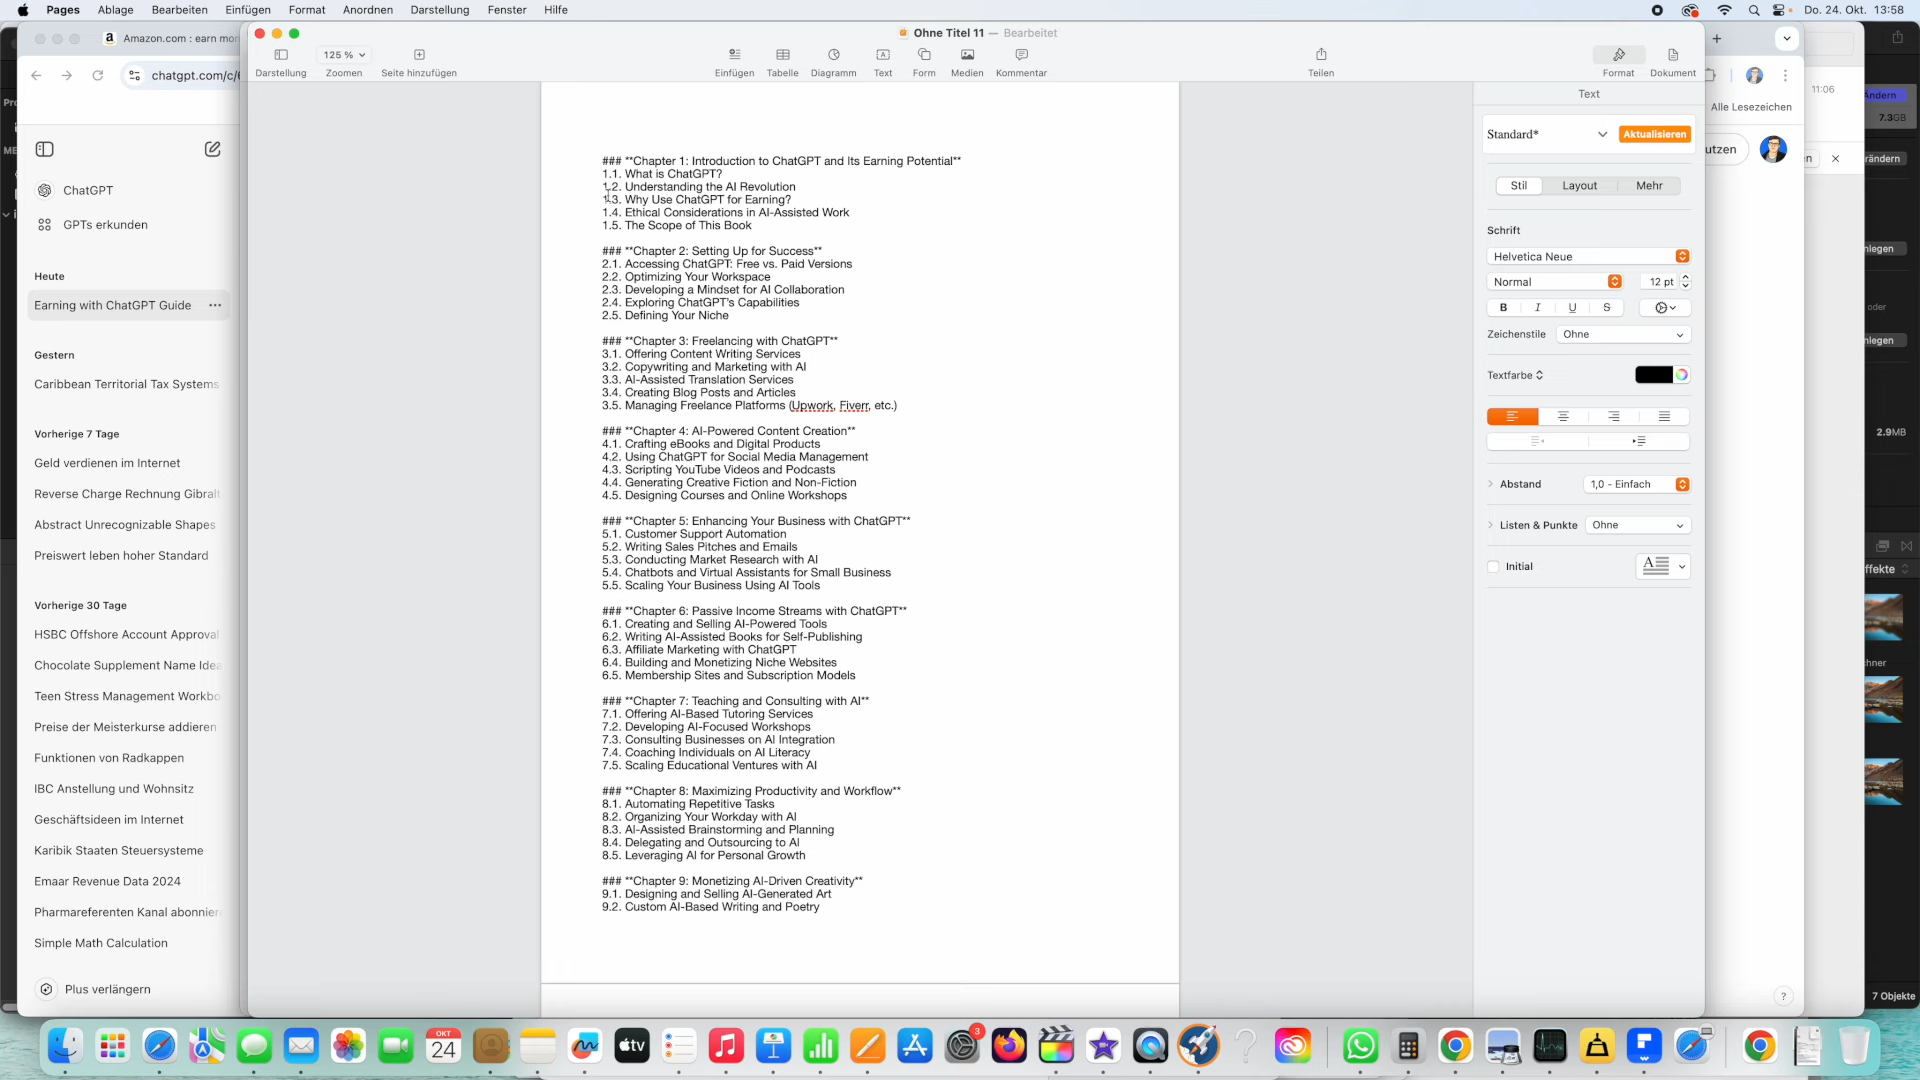 Pages Ablage Bearbeiten Einfügen Format Anordnen Darstellung Fenster Hilfe Do. 24. Okt. 13:58
Amazon.com : earn mor
Ohne Titel 11 — Bearbeitet
chatgpt.com/c/6
125 %
Darstellung Zoomen Seite hinzufügen Einfügen Tabelle Diagramm Text Form Medien Kommentar Teilen Format Dokument
Alle Lesezeichen
11:06
Ändern
7.3GB
utzen
rändern
ChatGPT
GPTs erkunden
Heute
Earning with ChatGPT Guide
Gestern
Caribbean Territorial Tax Systems
Vorherige 7 Tage
Geld verdienen im Internet
Reverse Charge Rechnung Gibralt
Abstract Unrecognizable Shapes
Preiswert leben hoher Standard
Vorherige 30 Tage
HSBC Offshore Account Approval
Chocolate Supplement Name Idea
Teen Stress Management Workbo
Preise der Meisterkurse addieren
Funktionen von Radkappen
IBC Anstellung und Wohnsitz
Geschäftsideen im Internet
Karibik Staaten Steuersysteme
Emaar Revenue Data 2024
Pharmareferenten Kanal abonnier
Simple Math Calculation
Plus verlängern
### **Chapter 1: Introduction to ChatGPT and Its Earning Potential**
1.1. What is ChatGPT?
1.2. Understanding the AI Revolution
1.3. Why Use ChatGPT for Earning?
1.4. Ethical Considerations in AI-Assisted Work
1.5. The Scope of This Book
### **Chapter 2: Setting Up for Success**
2.1. Accessing ChatGPT: Free vs. Paid Versions
2.2. Optimizing Your Workspace
2.3. Developing a Mindset for AI Collaboration
2.4. Exploring ChatGPT's Capabilities
2.5. Defining Your Niche
### **Chapter 3: Freelancing with ChatGPT**
3.1. Offering Content Writing Services
3.2. Copywriting and Marketing with AI
3.3. AI-Assisted Translation Services
3.4. Creating Blog Posts and Articles
3.5. Managing Freelance Platforms (Upwork, Fiverr, etc.)
### **Chapter 4: AI-Powered Content Creation**
4.1. Crafting eBooks and Digital Products
4.2. Using ChatGPT for Social Media Management
4.3. Scripting YouTube Videos and Podcasts
4.4. Generating Creative Fiction and Non-Fiction
4.5. Designing Courses and Online Workshops
### **Chapter 5: Enhancing Your Business with ChatGPT**
5.1. Customer Support Automation
5.2. Writing Sales Pitches and Emails
5.3. Conducting Market Research with AI
5.4. Chatbots and Virtual Assistants for Small Business
5.5. Scaling Your Business Using AI Tools
### **Chapter 6: Passive Income Streams with ChatGPT**
6.1. Creating and Selling AI-Powered Tools
6.2. Writing AI-Assisted Books for Self-Publishing
6.3. Affiliate Marketing with ChatGPT
6.4. Building and Monetizing Niche Websites
6.5. Membership Sites and Subscription Models
### **Chapter 7: Teaching and Consulting with AI**
7.1. Offering AI-Based Tutoring Services
7.2. Developing AI-Focused Workshops
7.3. Consulting Businesses on AI Integration
7.4. Coaching Individuals on AI Literacy
7.5. Scaling Educational Ventures with AI
### **Chapter 8: Maximizing Productivity and Workflow**
8.1. Automating Repetitive Tasks
8.2. Organizing Your Workday with AI
8.3. AI-Assisted Brainstorming and Planning
8.4. Delegating and Outsourcing to AI
8.5. Leveraging AI for Personal Growth
### **Chapter 9: Monetizing AI-Driven Creativity**
9.1. Designing and Selling AI-Generated Art
9.2. Custom AI-Based Writing and Poetry
Text
Standard* Aktualisieren
Stil Layout Mehr
Schrift
Helvetica Neue
Normal 12 pt
B I U S
Zeichenstile Ohne
Textfarbe
Abstand 1,0 - Einfach
Listen & Punkte Ohne
Initial
legen
oder
legen
2.9MB
ffekte
hner
7 Objekte
?
OKT
24
tv
3